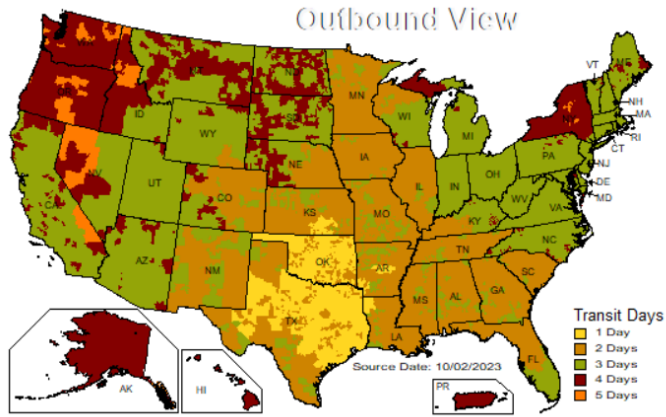 Outbound View
WA
MT
ND
ME
VT
OR
MN
NH
MA
ID
SD
WI
NY
RI
WY
MI
CT
PA
NJ
IA
NE
OH
DE
NV
IL
IN
MD
UT
CO
WV
VA
CA
KS
MO
KY
NC
TN
AZ
NM
OK
AR
SC
MS
AL
GA
TX
LA
FL
Transit Days
1 Day
2 Days
3 Days
4 Days
5 Days
Source Date: 10/02/2023
AK
HI
PR